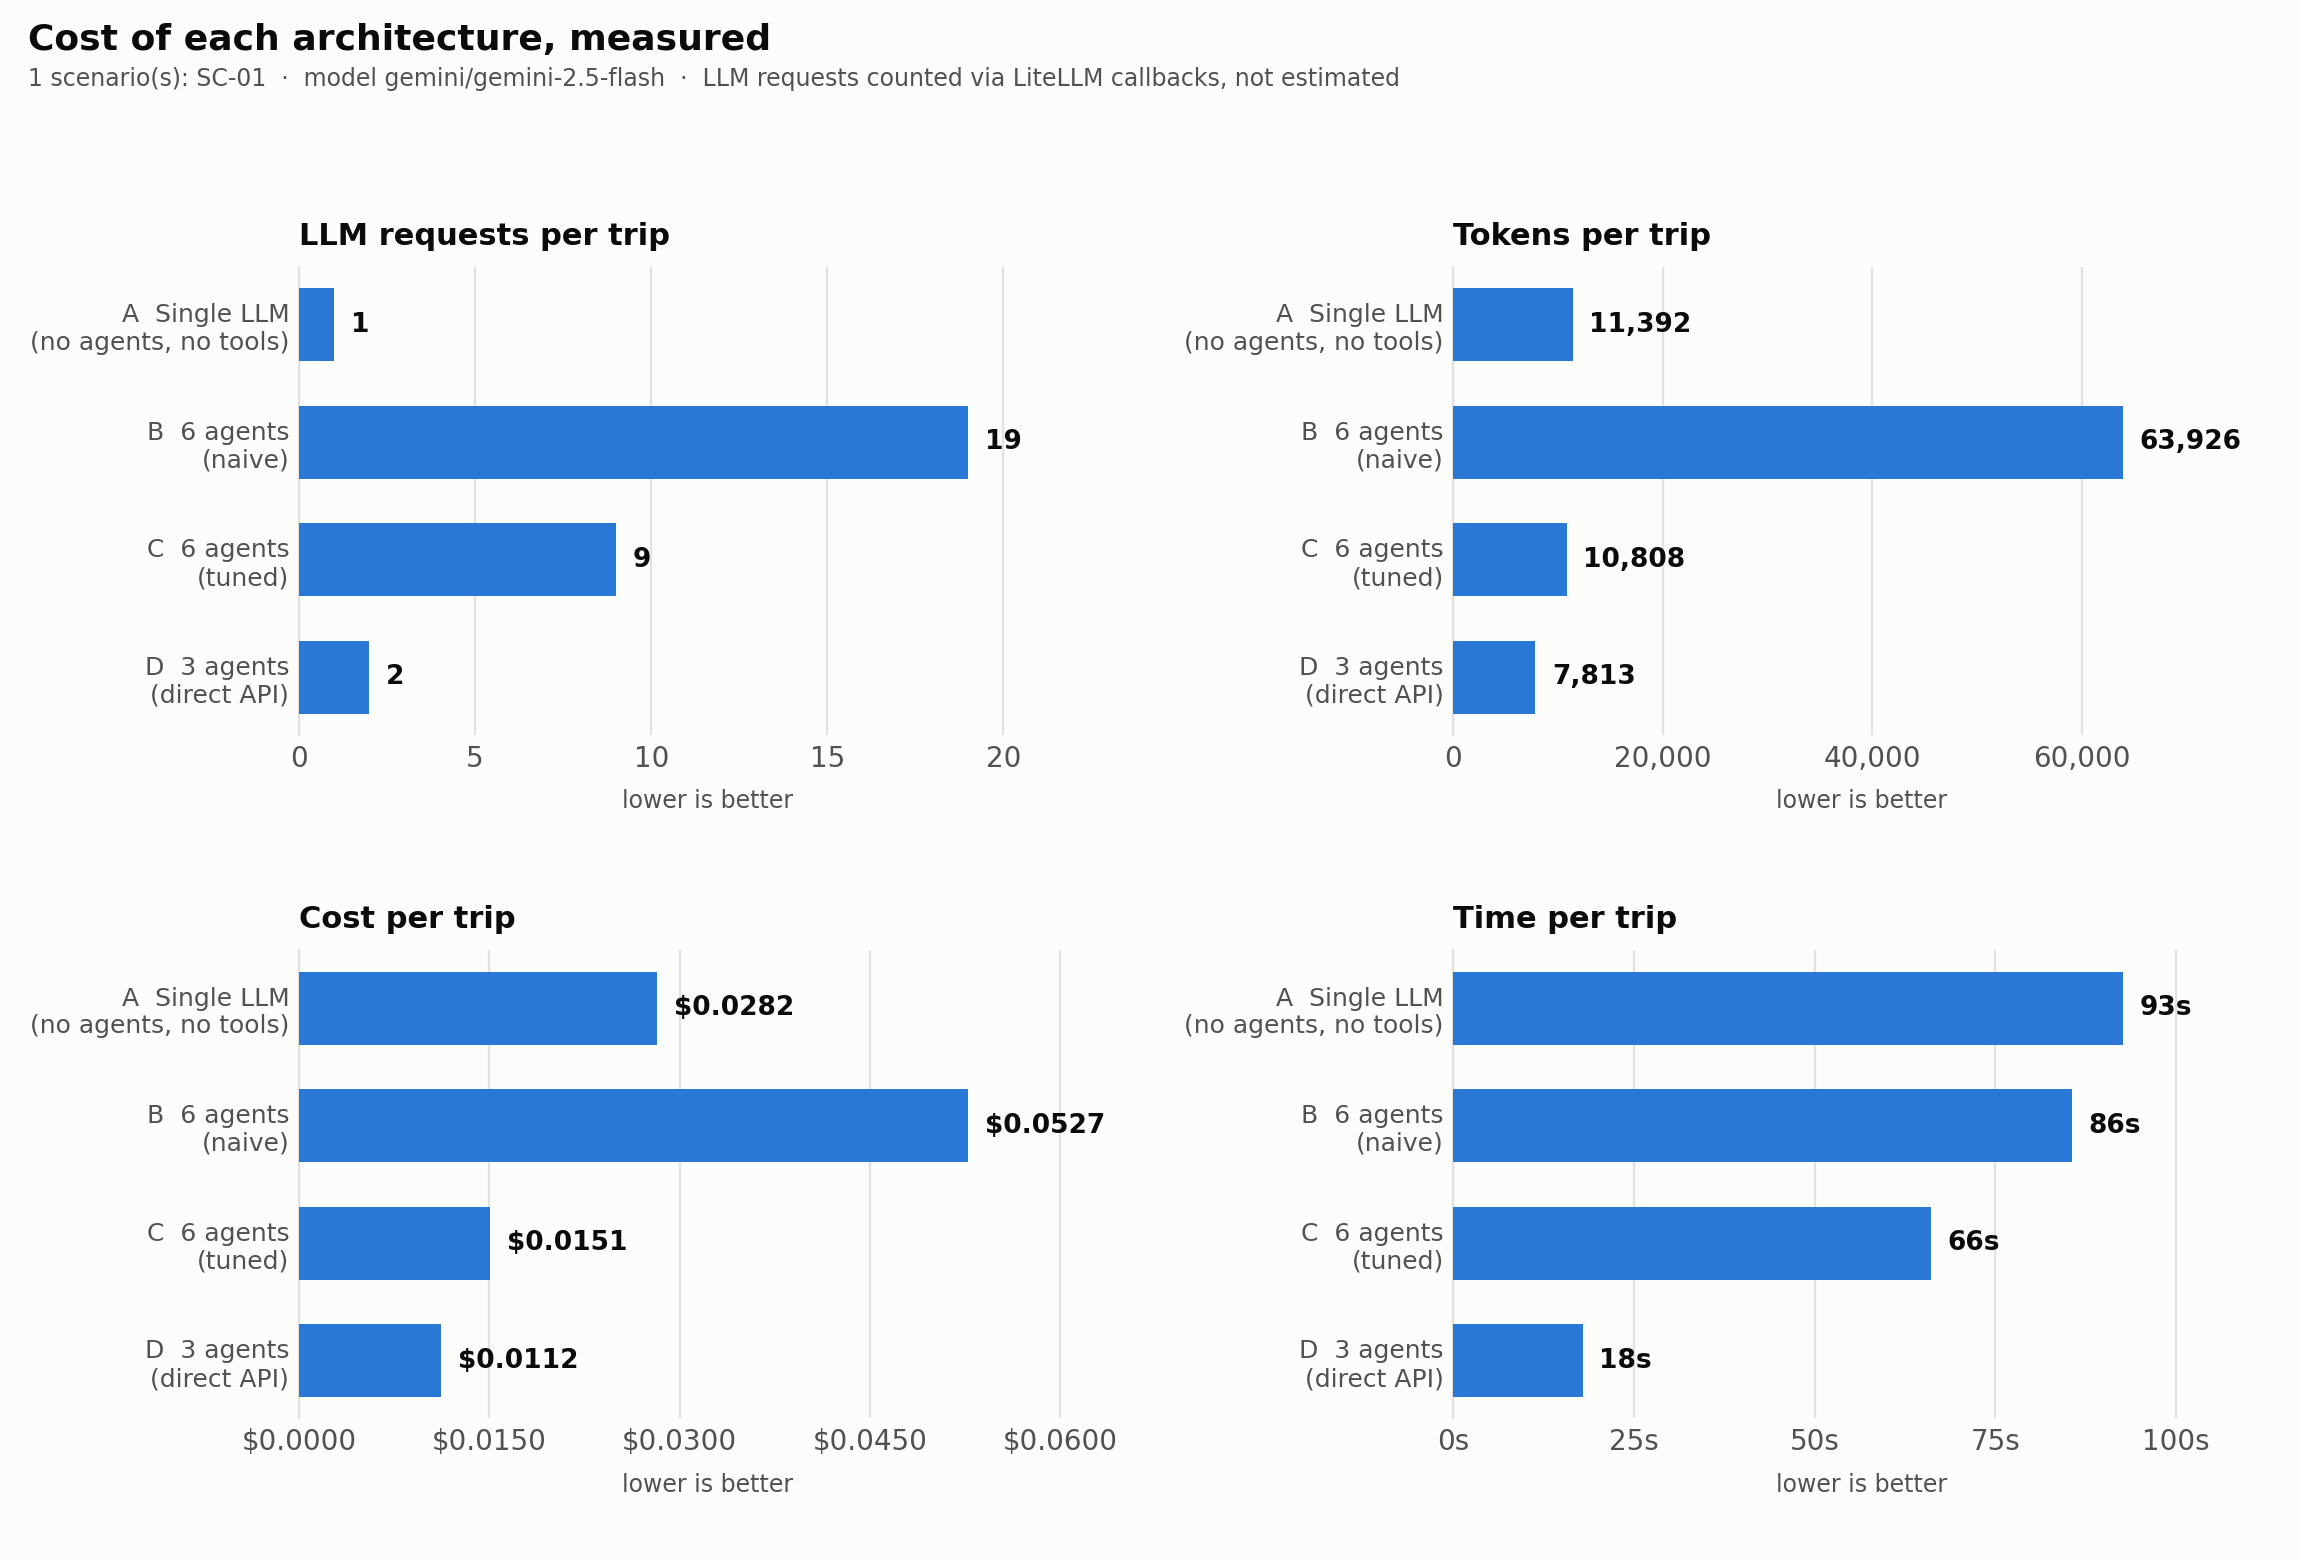 Cost of each architecture, measured
1 scenario(s): SC-01 · model gemini/gemini-2.5-flash · LLM requests counted via LiteLLM callbacks, not estimated
LLM requests per trip
A Single LLM
(no agents, no tools)
1
B 6 agents
(naive)
19
C 6 agents
(tuned)
9
D 3 agents
(direct API)
2
0 5 10 15 20
lower is better
Tokens per trip
A Single LLM
(no agents, no tools)
11,392
B 6 agents
(naive)
63,926
C 6 agents
(tuned)
10,808
D 3 agents
(direct API)
7,813
0 20,000 40,000 60,000
lower is better
Cost per trip
A Single LLM
(no agents, no tools)
$0.0282
B 6 agents
(naive)
$0.0527
C 6 agents
(tuned)
$0.0151
D 3 agents
(direct API)
$0.0112
$0.0000 $0.0150 $0.0300 $0.0450 $0.0600
lower is better
Time per trip
A Single LLM
(no agents, no tools)
93s
B 6 agents
(naive)
86s
C 6 agents
(tuned)
66s
D 3 agents
(direct API)
18s
0s 25s 50s 75s 100s
lower is better